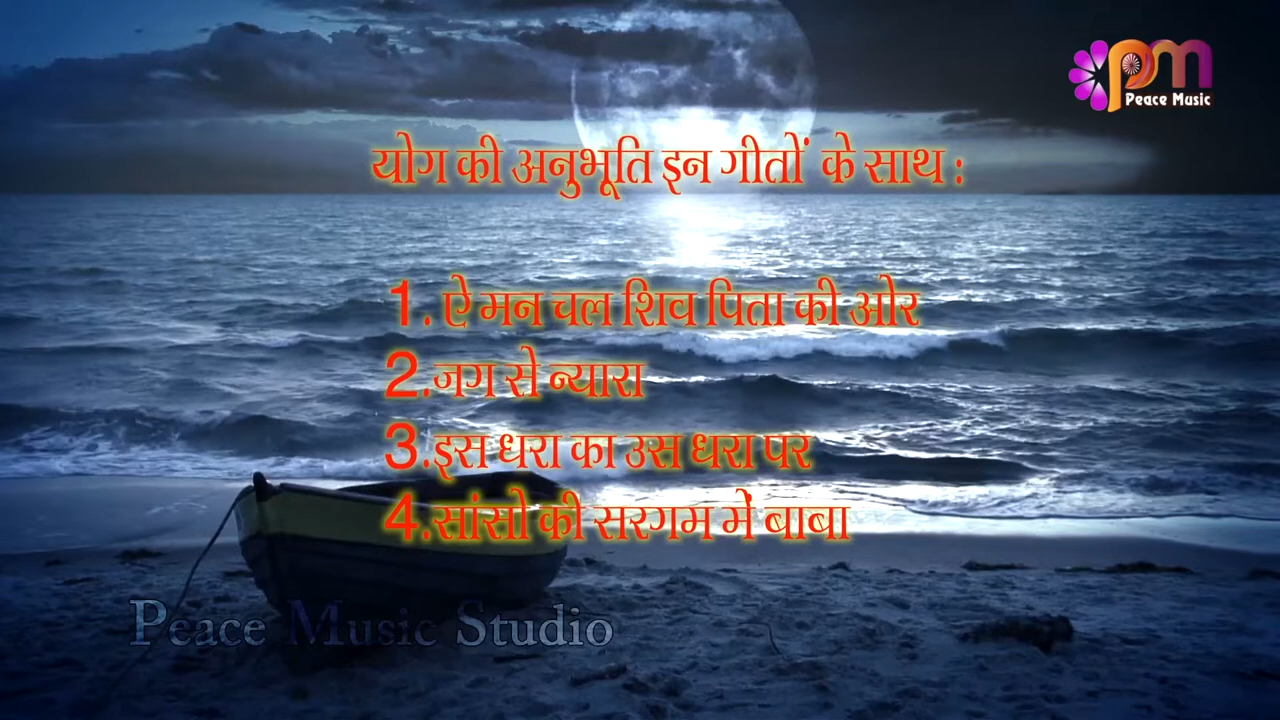 pm
Peace Music
योग की अनुभूति इन गीतों के साथ :
1. ऐ मन चल शिव पिता की ओर
2.जग से न्यारा
3.इस धरा का उस धरा पर
4.सांसो की सरगम में बाबा
Peace Music Studio